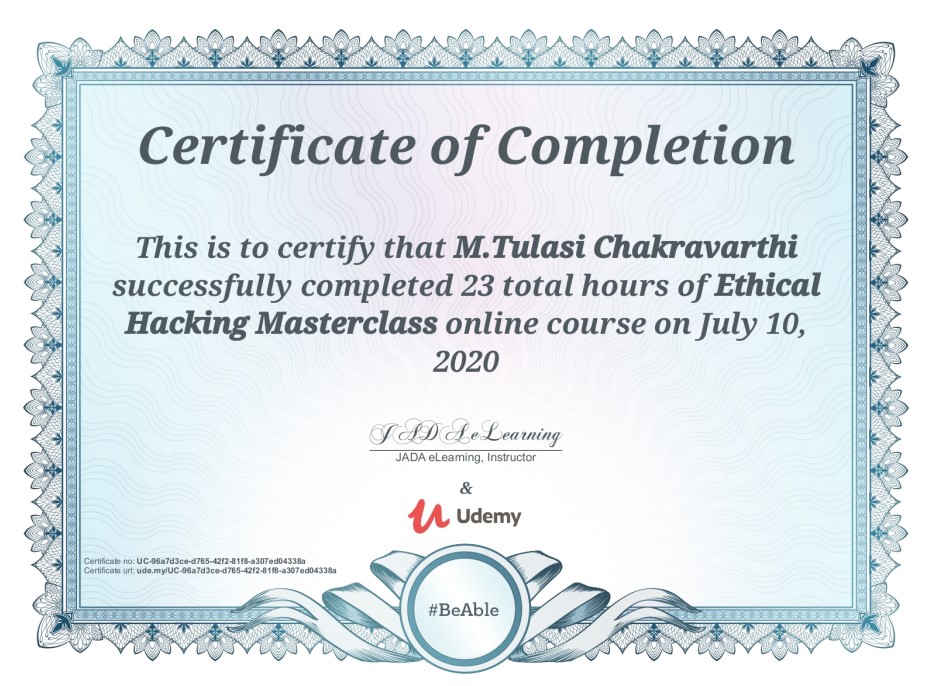 Certificate of Completion
This is to certify that M.Tulasi Chakravarthi
successfully completed 23 total hours of Ethical
Hacking Masterclass online course on July 10,
2020
JADA eLearning
JADA eLearning, Instructor
&
Udemy
Certificate no: UC-96a7d3ce-d765-42f2-81f8-a307ed04338a
Certificate url: ude.my/UC-96a7d3ce-d765-42f2-81f8-a307ed04338a
#BeAble